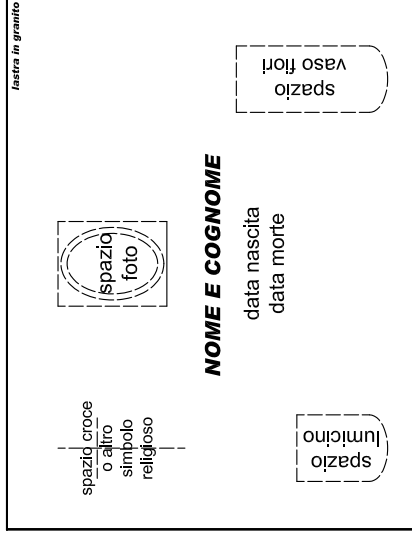 lastra in granito
spazio croce
o altro
simbolo
religioso
spazio
foto
NOME E COGNOME
data nascita
data morte
spazio
lumicino
spazio
vaso fiori